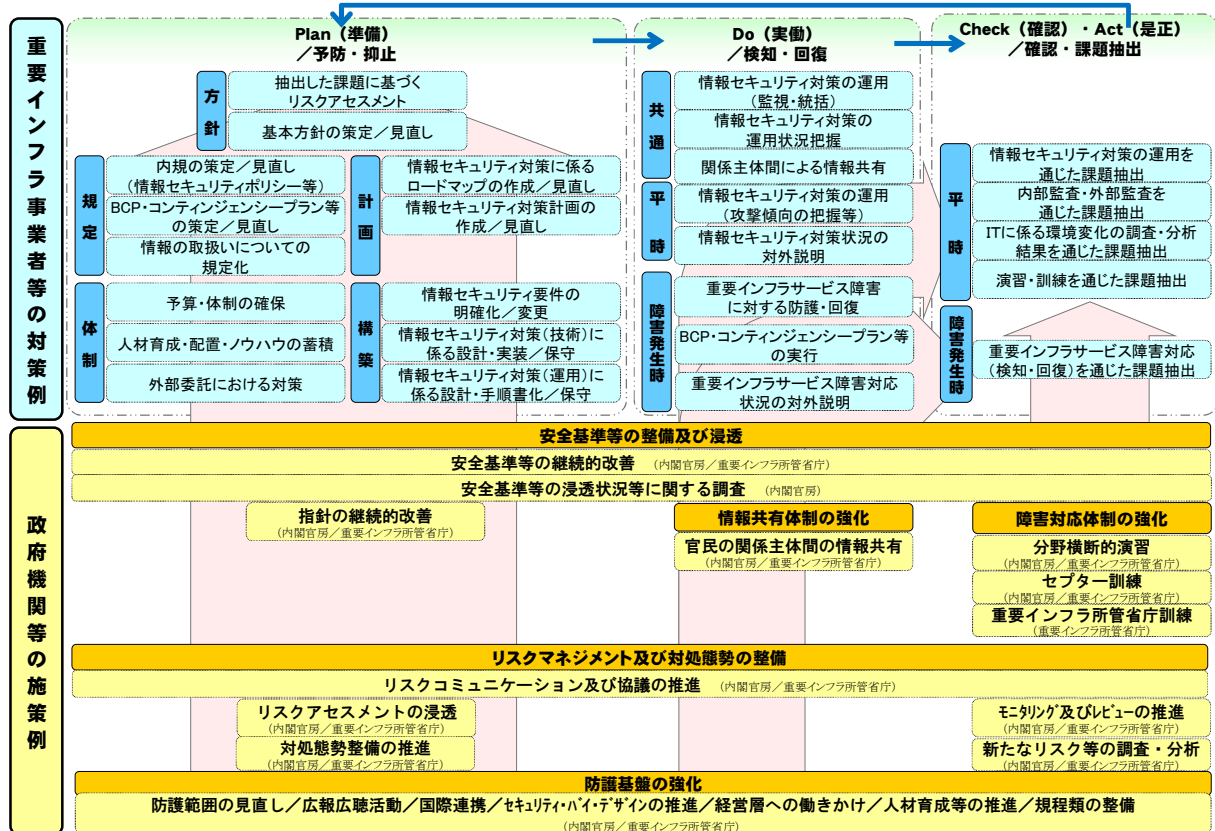 重要インフラ事業者等の対策例
Plan（準備）
／予防・抑止
方針
抽出した課題に基づく
リスクアセスメント
基本方針の策定／見直し
規定
内規の策定／見直し
（情報セキュリティポリシー等）
BCP・コンティンジェンシープラン等
の策定／見直し
情報の取扱いについての
規定化
計画
情報セキュリティ対策に係る
ロードマップの作成／見直し
情報セキュリティ対策計画の
作成／見直し
体制
予算・体制の確保
人材育成・配置・ノウハウの蓄積
外部委託における対策
構築
情報セキュリティ要件の
明確化／変更
情報セキュリティ対策（技術）に
係る設計・実装／保守
情報セキュリティ対策（運用）に
係る設計・手順書化／保守
Do（実働）
／検知・回復
共通
情報セキュリティ対策の運用
（監視・統括）
情報セキュリティ対策の
運用状況把握
関係主体間による情報共有
平時
情報セキュリティ対策の運用
（攻撃傾向の把握等）
情報セキュリティ対策状況の
対外説明
障害発生時
重要インフラサービス障害
に対する防護・回復
BCP・コンティンジェンシープラン等
の実行
重要インフラサービス障害対応
状況の対外説明
Check（確認）・Act（是正）
／確認・課題抽出
平時
情報セキュリティ対策の運用を
通じた課題抽出
内部監査・外部監査を
通じた課題抽出
ITに係る環境変化の調査・分析
結果を通じた課題抽出
演習・訓練を通じた課題抽出
障害発生時
重要インフラサービス障害対応
（検知・回復）を通じた課題抽出
政府機関等の施策例
安全基準等の整備及び浸透
安全基準等の継続的改善 （内閣官房／重要インフラ所管省庁）
安全基準等の浸透状況等に関する調査 （内閣官房）
指針の継続的改善
（内閣官房／重要インフラ所管省庁）
情報共有体制の強化
官民の関係主体間の情報共有
（内閣官房／重要インフラ所管省庁）
障害対応体制の強化
分野横断的演習
（内閣官房／重要インフラ所管省庁）
セプター訓練
（内閣官房／重要インフラ所管省庁）
重要インフラ所管省庁訓練
（重要インフラ所管省庁）
リスクマネジメント及び対処態勢の整備
リスクコミュニケーション及び協議の推進 （内閣官房／重要インフラ所管省庁）
リスクアセスメントの浸透
（内閣官房／重要インフラ所管省庁）
対処態勢整備の推進
（内閣官房／重要インフラ所管省庁）
ﾓﾆﾀﾘﾝｸﾞ及びﾚﾋﾞｭｰの推進
（内閣官房／重要インフラ所管省庁）
新たなリスク等の調査・分析
（内閣官房／重要インフラ所管省庁）
防護基盤の強化
防護範囲の見直し／広報広聴活動／国際連携／ｾｷｭﾘﾃｨ・ﾊﾞｲ・ﾃﾞｻﾞｲﾝの推進／経営層への働きかけ／人材育成等の推進／規程類の整備
（内閣官房／重要インフラ所管省庁）